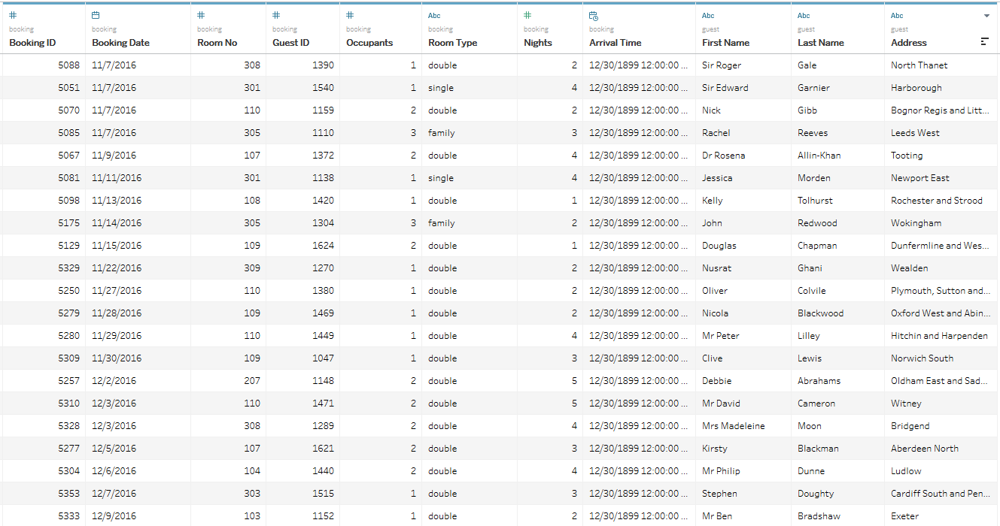 # # # # Abc # Abc Abc Abc
booking booking booking booking booking booking booking booking guest guest guest
Booking ID Booking Date Room No Guest ID Occupants Room Type Nights Arrival Time First Name Last Name Address
5088 11/7/2016 308 1390 1 double 2 12/30/1899 12:00:00 ... Sir Roger Gale North Thanet
5051 11/7/2016 301 1540 1 single 4 12/30/1899 12:00:00 ... Sir Edward Garnier Harborough
5070 11/7/2016 110 1159 2 double 2 12/30/1899 12:00:00 ... Nick Gibb Bognor Regis and Litt...
5085 11/7/2016 305 1110 3 family 3 12/30/1899 12:00:00 ... Rachel Reeves Leeds West
5067 11/9/2016 107 1372 2 double 4 12/30/1899 12:00:00 ... Dr Rosena Allin-Khan Tooting
5081 11/11/2016 301 1138 1 single 4 12/30/1899 12:00:00 ... Jessica Morden Newport East
5098 11/13/2016 108 1420 1 double 1 12/30/1899 12:00:00 ... Kelly Tolhurst Rochester and Strood
5175 11/14/2016 305 1304 3 family 2 12/30/1899 12:00:00 ... John Redwood Wokingham
5129 11/15/2016 109 1624 2 double 1 12/30/1899 12:00:00 ... Douglas Chapman Dunfermline and Wes...
5329 11/22/2016 309 1270 1 double 2 12/30/1899 12:00:00 ... Nusrat Ghani Wealden
5250 11/27/2016 110 1380 1 double 2 12/30/1899 12:00:00 ... Oliver Colvile Plymouth, Sutton and...
5279 11/28/2016 109 1469 1 double 2 12/30/1899 12:00:00 ... Nicola Blackwood Oxford West and Abin...
5280 11/29/2016 110 1449 1 double 4 12/30/1899 12:00:00 ... Mr Peter Lilley Hitchin and Harpenden
5309 11/30/2016 109 1047 1 double 3 12/30/1899 12:00:00 ... Clive Lewis Norwich South
5257 12/2/2016 207 1148 2 double 5 12/30/1899 12:00:00 ... Debbie Abrahams Oldham East and Sad...
5310 12/3/2016 110 1471 2 double 5 12/30/1899 12:00:00 ... Mr David Cameron Witney
5328 12/3/2016 308 1289 2 double 4 12/30/1899 12:00:00 ... Mrs Madeleine Moon Bridgend
5277 12/5/2016 107 1621 2 double 3 12/30/1899 12:00:00 ... Kirsty Blackman Aberdeen North
5304 12/6/2016 104 1440 2 double 4 12/30/1899 12:00:00 ... Mr Philip Dunne Ludlow
5353 12/7/2016 303 1515 1 double 3 12/30/1899 12:00:00 ... Stephen Doughty Cardiff South and Pen...
5333 12/9/2016 103 1152 1 double 2 12/30/1899 12:00:00 ... Mr Ben Bradshaw Exeter